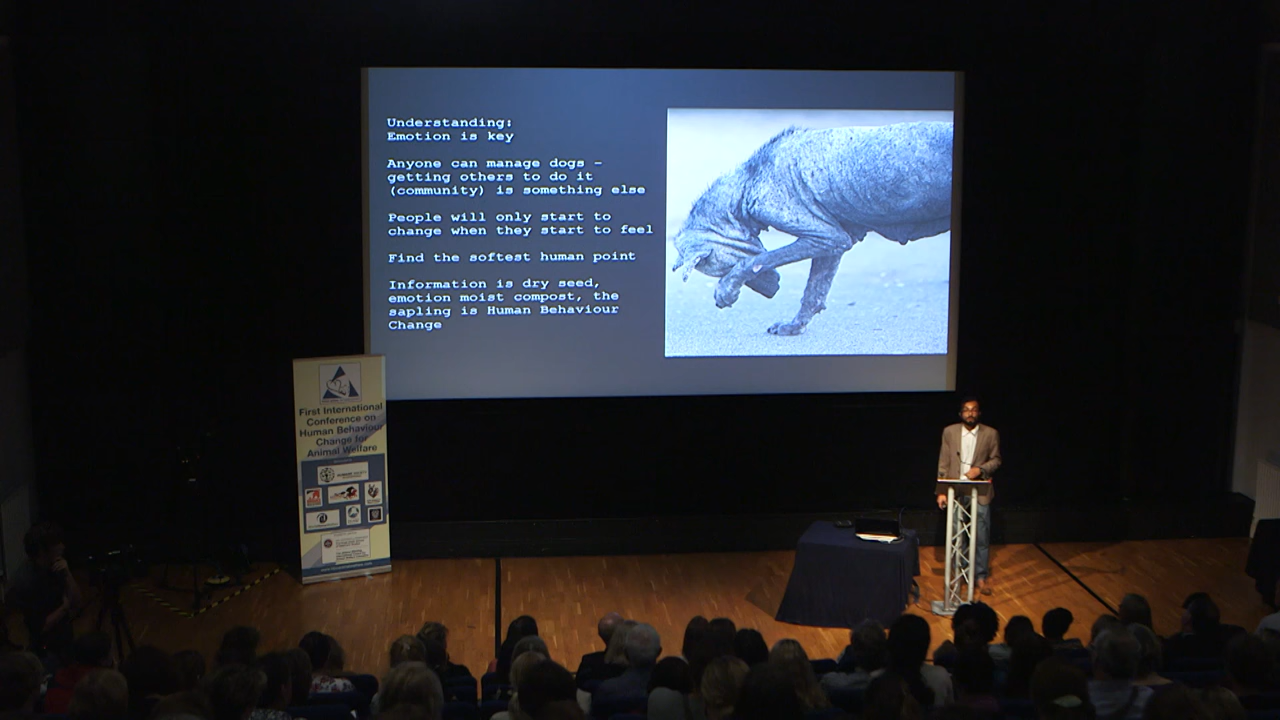 Understanding:
Emotion is key
Anyone can manage dogs –
getting others to do it
(community) is something else
People will only start to
change when they start to feel
Find the softest human point
Information is dry seed,
emotion moist compost, the
sapling is Human Behaviour
Change
First International
Conference on
Human Behaviour
Change for
Animal Welfare